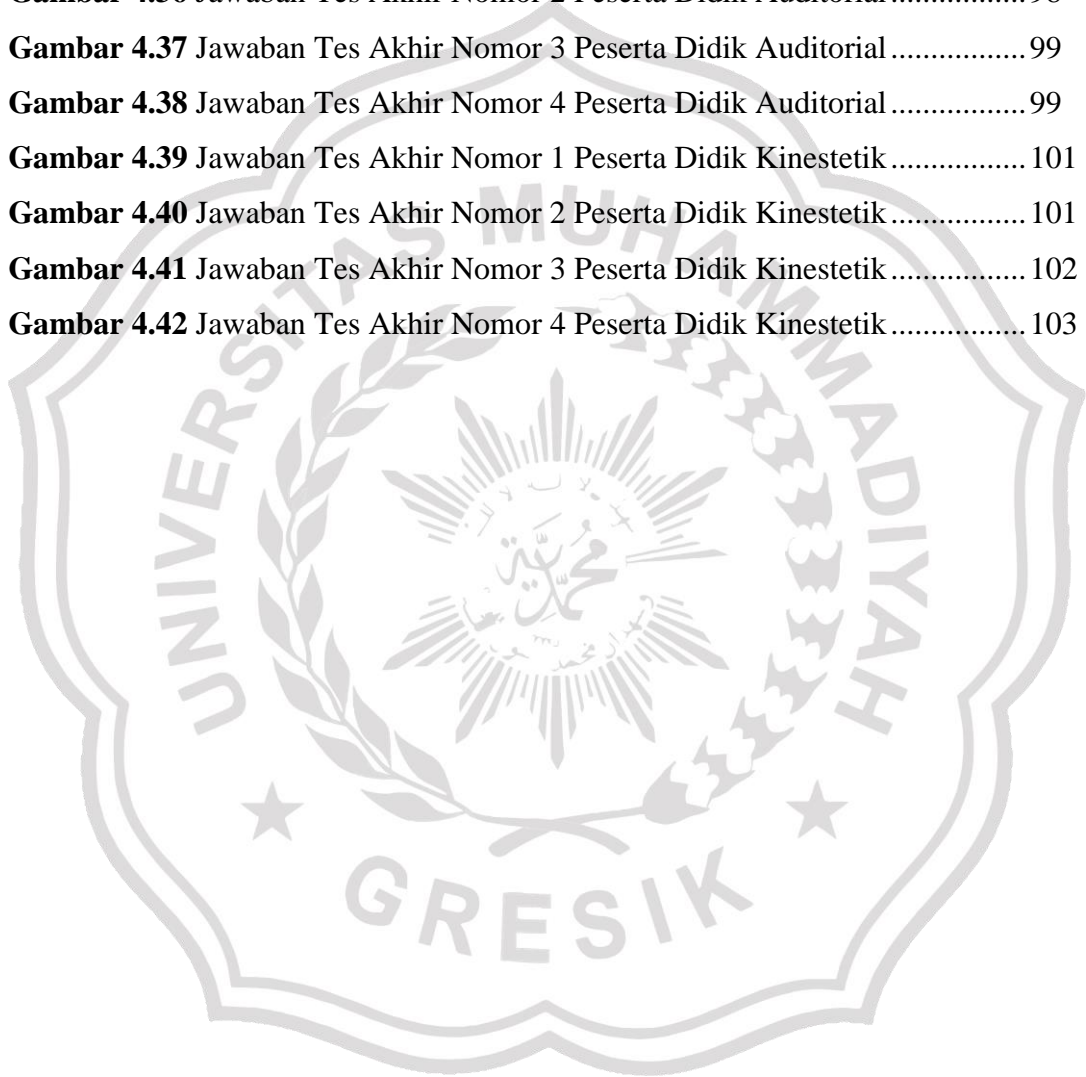 Gambar 4.36 Jawaban Tes Akhir Nomor 2 Peserta Didik Auditorial.................98
Gambar 4.37 Jawaban Tes Akhir Nomor 3 Peserta Didik Auditorial.................99
Gambar 4.38 Jawaban Tes Akhir Nomor 4 Peserta Didik Auditorial.................99
Gambar 4.39 Jawaban Tes Akhir Nomor 1 Peserta Didik Kinestetik.................101
Gambar 4.40 Jawaban Tes Akhir Nomor 2 Peserta Didik Kinestetik.................101
Gambar 4.41 Jawaban Tes Akhir Nomor 3 Peserta Didik Kinestetik.................102
Gambar 4.42 Jawaban Tes Akhir Nomor 4 Peserta Didik Kinestetik.................103
UNIVERSITAS MUHAMMADIYAH
GRESIK